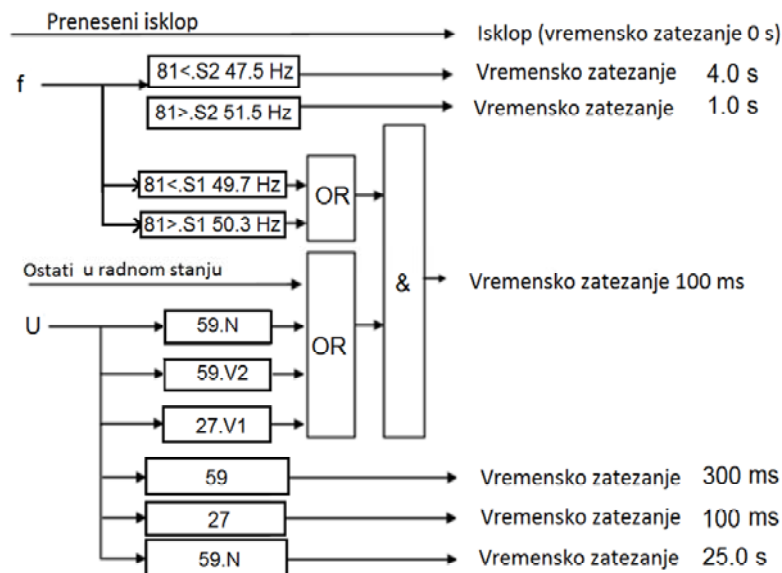 Preneseni isklop
Isklop (vremensko zatezanje 0 s)
f
81<.S2 47.5 Hz
Vremensko zatezanje 4.0 s
81>.S2 51.5 Hz
Vremensko zatezanje 1.0 s
81<.S1 49.7 Hz
81>.S1 50.3 Hz
OR
Ostati u radnom stanju
&
Vremensko zatezanje 100 ms
U
59.N
59.V2
27.V1
OR
59
Vremensko zatezanje 300 ms
27
Vremensko zatezanje 100 ms
59.N
Vremensko zatezanje 25.0 s